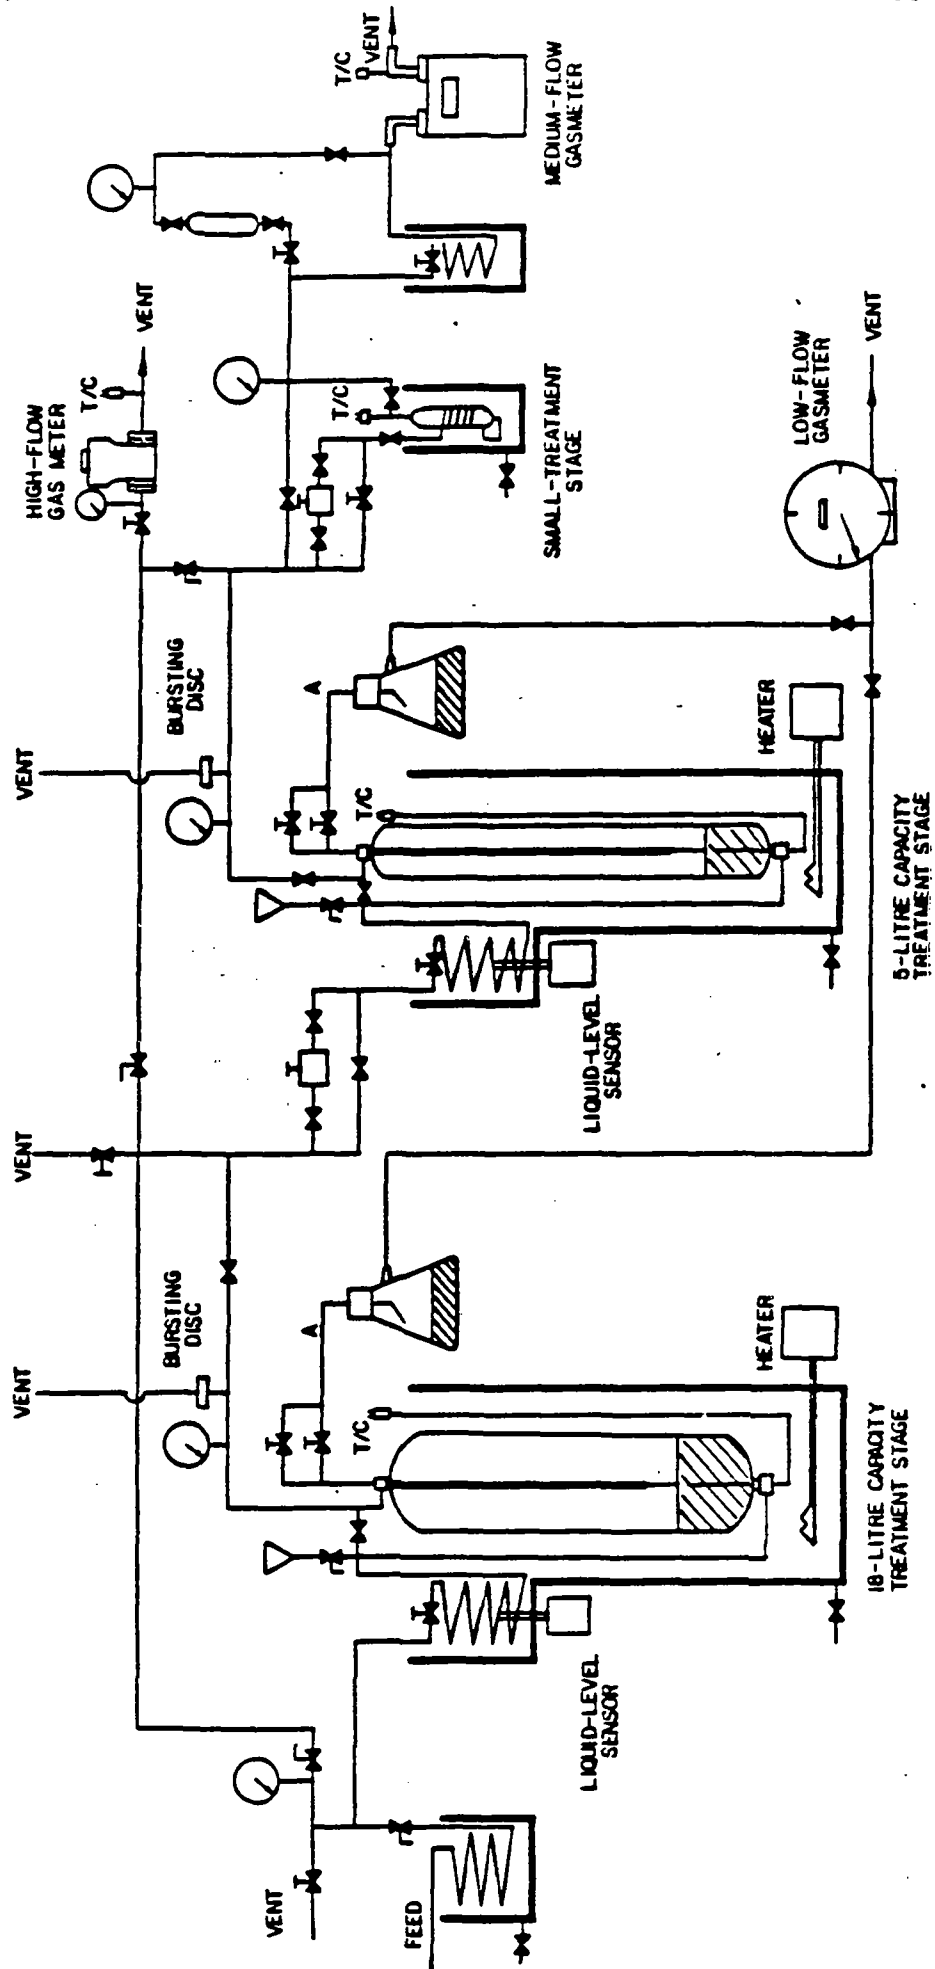 VENT
FEED
LIQUID-LEVEL
SENSOR
18-LITRE CAPACITY
TREATMENT STAGE
HEATER
T/C
A
VENT
BURSTING
DISC
VENT
LIQUID-LEVEL
SENSOR
5-LITRE CAPACITY
TREATMENT STAGE
HEATER
T/C
A
VENT
BURSTING
DISC
HIGH-FLOW
GAS METER
T/C
VENT
T/C
SMALL-TREATMENT
STAGE
LOW-FLOW
GASMETER
VENT
T/C
VENT
MEDIUM-FLOW
GASMETER